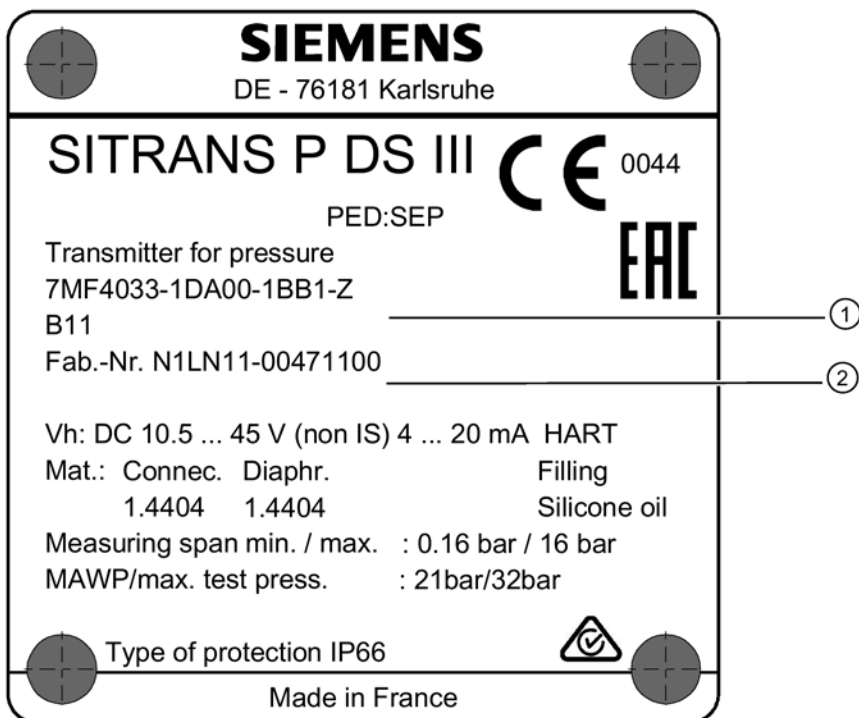 SIEMENS
DE - 76181 Karlsruhe
SITRANS P DS III CE 0044
PED:SEP
EAC
Transmitter for pressure
7MF4033-1DA00-1BB1-Z
B11
①
Fab.-Nr. N1LN11-00471100
②
Vh: DC 10.5 ... 45 V (non IS) 4 ... 20 mA HART
Mat.: Connec. Diaphr. Filling
1.4404 1.4404 Silicone oil
Measuring span min. / max. : 0.16 bar / 16 bar
MAWP/max. test press. : 21bar/32bar
Type of protection IP66
Made in France